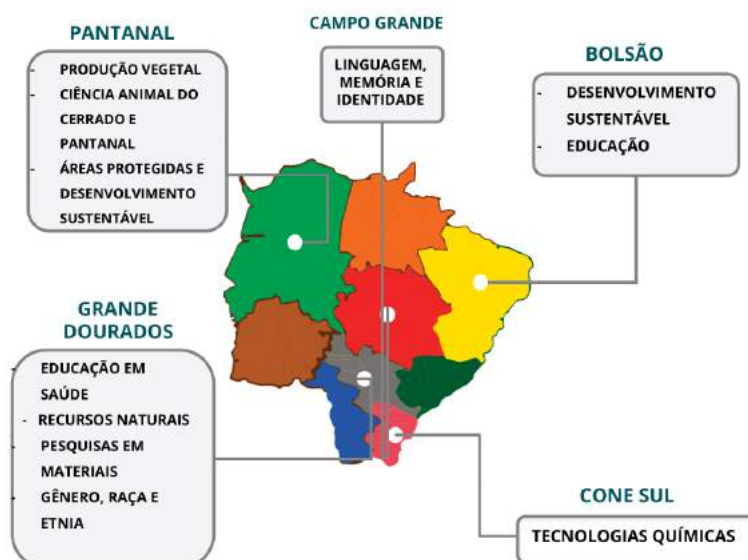 PANTANAL
- PRODUÇÃO VEGETAL
- CIÊNCIA ANIMAL DO
CERRADO E
PANTANAL
- ÁREAS PROTEGIDAS E
DESENVOLVIMENTO
SUSTENTÁVEL
CAMPO GRANDE
LINGUAGEM,
MEMÓRIA E
IDENTIDADE
BOLSÃO
- DESENVOLVIMENTO
SUSTENTÁVEL
- EDUCAÇÃO
GRANDE
DOURADOS
- EDUCAÇÃO EM
SAÚDE
- RECURSOS NATURAIS
- PESQUISAS EM
MATERIAIS
- GÊNERO, RAÇA E
ETNIA
CONE SUL
TECNOLOGIAS QUÍMICAS